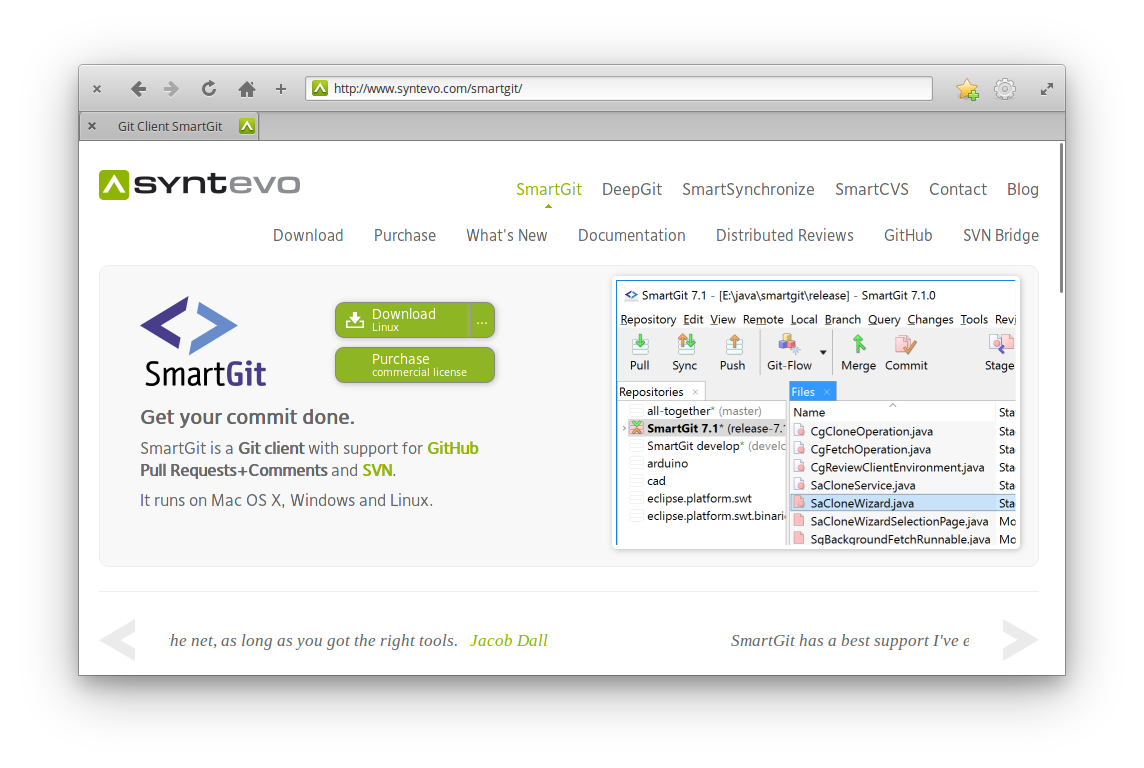 http://www.syntevo.com/smartgit/
Git Client SmartGit
syntevo
SmartGit DeepGit SmartSynchronize SmartCVS Contact Blog
Download Purchase What's New Documentation Distributed Reviews GitHub SVN Bridge
SmartGit
Download
Linux
...
Purchase
commercial license
Get your commit done.
SmartGit is a Git client with support for GitHub
Pull Requests+Comments and SVN.
It runs on Mac OS X, Windows and Linux.
SmartGit 7.1 - [E:\java\smartgit\release] - SmartGit 7.1.0
Repository Edit View Remote Local Branch Query Changes Tools Revi
Pull Sync Push Git-Flow Merge Commit Stage
Repositories
all-together* (master)
SmartGit 7.1* (release-7.
SmartGit develop* (develo
arduino
cad
eclipse.platform.swt
eclipse.platform.swt.binari
Files
Name Sta
CgCloneOperation.java Sta
CgFetchOperation.java Sta
CgReviewClientEnvironment.java Sta
SaCloneService.java Sta
SaCloneWizard.java Sta
SaCloneWizardSelectionPage.java Mo
SgBackgroundFetchRunnable.java Mo
he net, as long as you got the right tools. Jacob Dall
SmartGit has a best support I've e